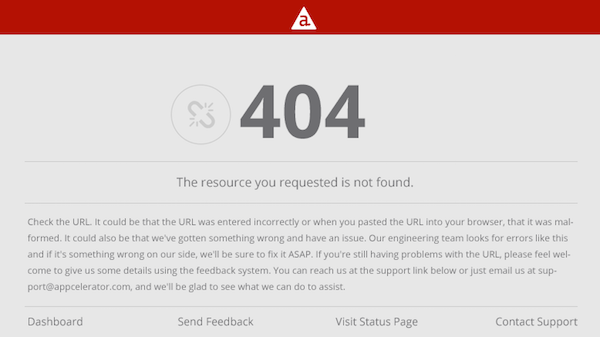 a
404
The resource you requested is not found.
Check the URL. It could be that the URL was entered incorrectly or when you pasted the URL into your browser, that it was mal-
formed. It could also be that we've gotten something wrong and have an issue. Our engineering team looks for errors like this
and if it's something wrong on our side, we'll be sure to fix it ASAP. If you're still having problems with the URL, please feel wel-
come to give us some details using the feedback system. You can reach us at the support link below or just email us at sup-
port@appcelerator.com, and we'll be glad to see what we can do to assist.
Dashboard Send Feedback Visit Status Page Contact Support